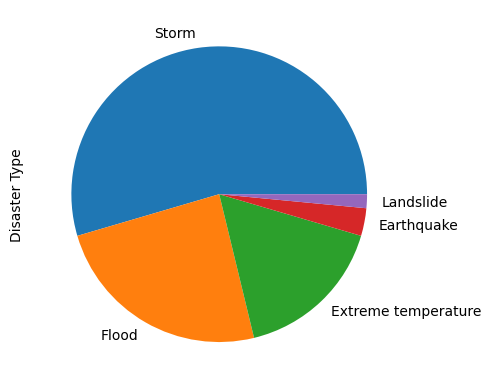 Storm
Disaster Type
Landslide
Earthquake
Extreme temperature
Flood